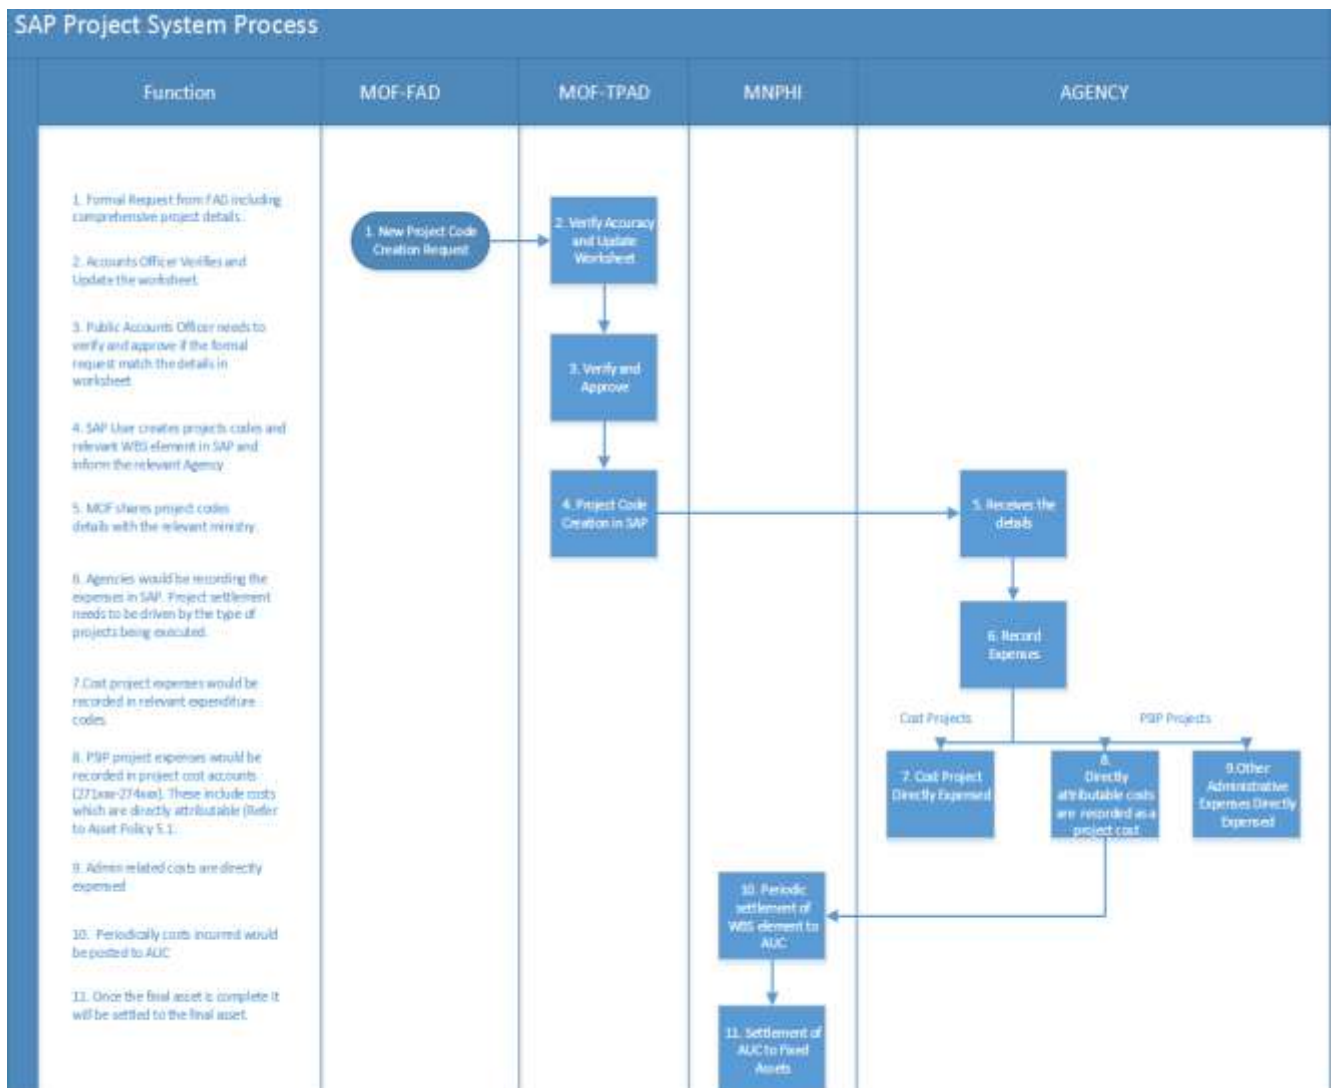 SAP Project System Process
Function
MOF-FAD
MOF-TPAD
MNPHI
AGENCY
1. Formal Request from FAD including
comprehensive project details.
2. Accounts Officer Verifies and
Update the worksheet.
3. Public Accounts Officer needs to
verify and approve if the formal
request match the details in
worksheet
4. SAP User creates projects codes and
relevant WBS element in SAP and
inform the relevant Agency
5. MOF shares project codes
details with the relevant ministry.
6. Agencies would be recording the
expenses in SAP. Project settlement
needs to be driven by the type of
projects being executed.
7.Cost project expenses would be
recorded in relevant expenditure
codes
8. PSIP project expenses would be
recorded in project cost accounts
(271xxx-274xxx). These include costs
which are directly attributable (Refer
to Asset Policy 5.1.
9. Admin related costs are directly
expensed
10. Periodically costs incurred would
be posted to AUC
11. Once the final asset is complete it
will be settled to the final asset.
1. New Project Code
Creation Request
2. Verify Accuracy
and Update
Worksheet
3. Verify and
Approve
4. Project Code
Creation in SAP
5. Receives the
details
6. Record
Expenses
Cost Projects
PSIP Projects
7. Cost Project
Directly Expensed
8.
Directly
attributable costs
are recorded as a
project cost
9.Other
Administrative
Expenses Directly
Expensed
10. Periodic
settlement of
WBS element to
AUC
11. Settlement of
AUC to Fixed
Assets